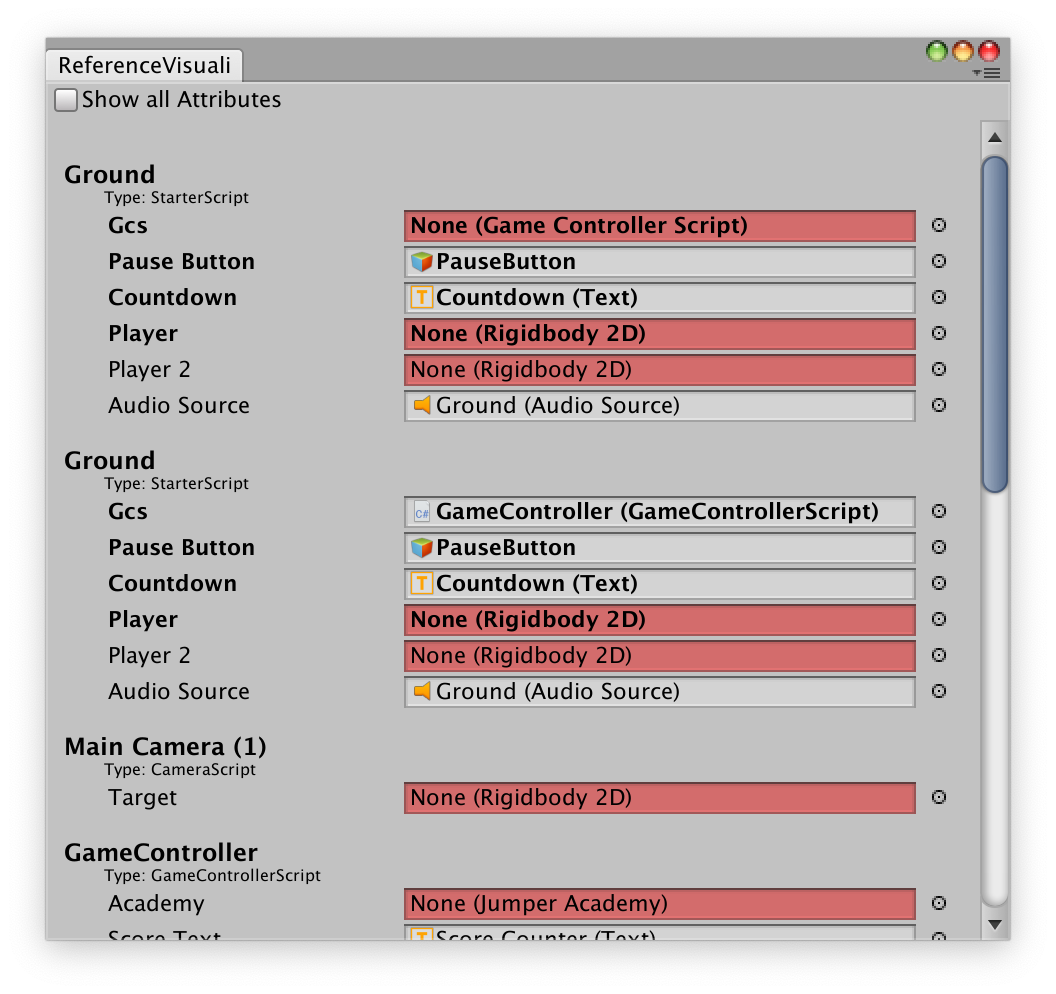 ReferenceVisuali
Show all Attributes
Ground
Type: StarterScript
Gcs None (Game Controller Script)
Pause Button PauseButton
Countdown T Countdown (Text)
Player None (Rigidbody 2D)
Player 2 None (Rigidbody 2D)
Audio Source Ground (Audio Source)
Ground
Type: StarterScript
Gcs C# GameController (GameControllerScript)
Pause Button PauseButton
Countdown T Countdown (Text)
Player None (Rigidbody 2D)
Player 2 None (Rigidbody 2D)
Audio Source Ground (Audio Source)
Main Camera (1)
Type: CameraScript
Target None (Rigidbody 2D)
GameController
Type: GameControllerScript
Academy None (Jumper Academy)
Score Text T Score Counter (Text)